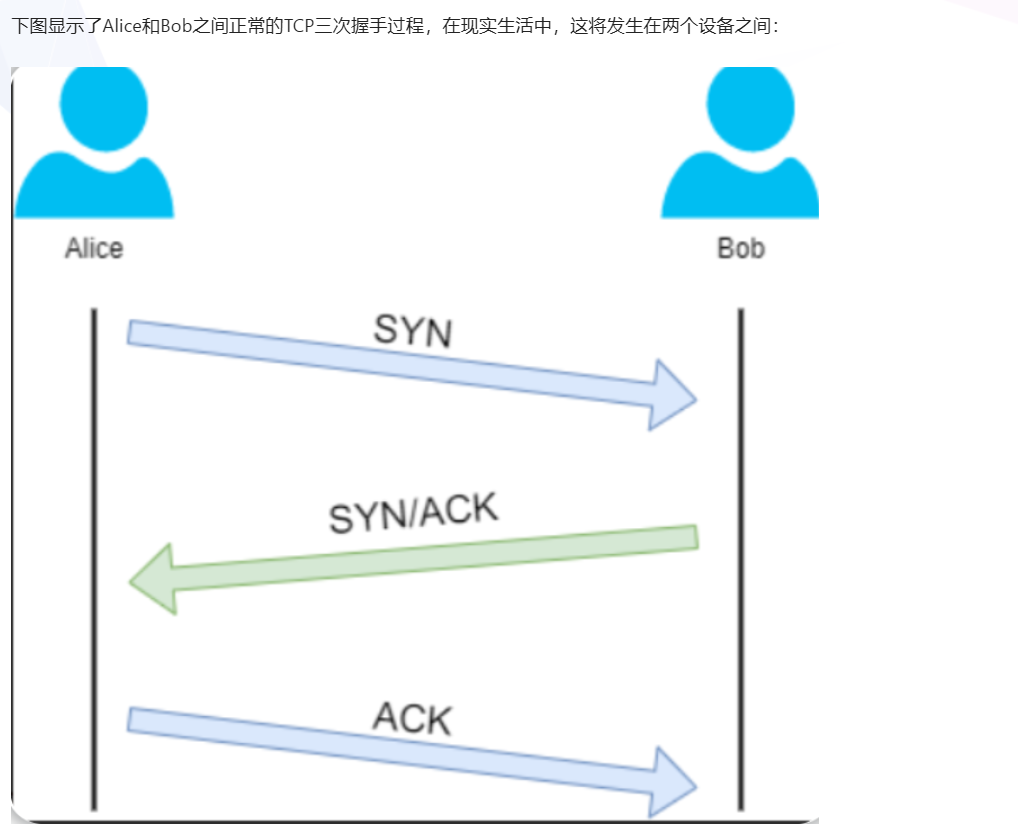 下图显示了Alice和Bob之间正常的TCP三次握手过程，在现实生活中，这将发生在两个设备之间：
Alice
Bob
SYN
SYN/ACK
ACK